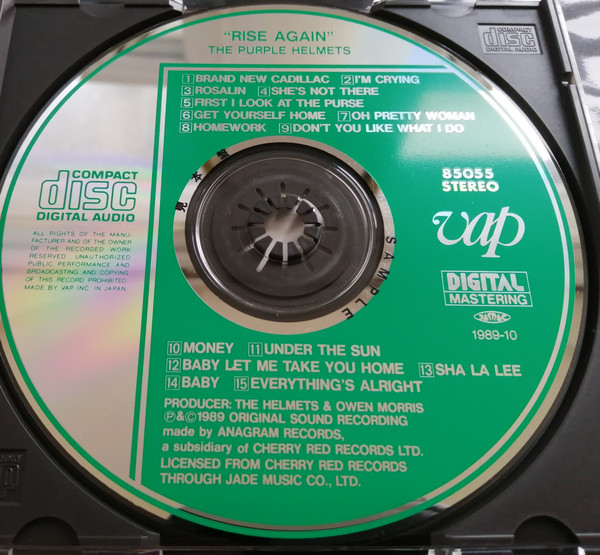 "RISE AGAIN"
THE PURPLE HELMETS
1 BRAND NEW CADILLAC 2 I'M CRYING
3 ROSALIN 4 SHE'S NOT THERE
5 FIRST I LOOK AT THE PURSE
6 GET YOURSELF HOME 7 OH PRETTY WOMAN
8 HOMEWORK 9 DON'T YOU LIKE WHAT I DO
COMPACT
disc
DIGITAL AUDIO
ALL RIGHTS OF THE MANU-
FACTURER AND OF THE OWNER
OF THE RECORDED WORK
RESERVED UNAUTHORIZED
PUBLIC PERFORMANCE AND
BROADCASTING AND COPYING
OF THIS RECORD PROHIBITED
MADE BY VAP INC. IN JAPAN.
見本盤
SAMPLE
85055
STEREO
vap
DIGITAL
MASTERING
JASRAC
1989-10
10 MONEY 11 UNDER THE SUN
12 BABY LET ME TAKE YOU HOME 13 SHA LA LEE
14 BABY 15 EVERYTHING'S ALRIGHT
PRODUCER: THE HELMETS & OWEN MORRIS
Ⓟ&©1989 ORIGINAL SOUND RECORDING
made by ANAGRAM RECORDS,
a subsidiary of CHERRY RED RECORDS LTD.
LICENSED FROM CHERRY RED RECORDS
THROUGH JADE MUSIC CO., LTD.
COMPACT
disc
DIGITAL AUDIO